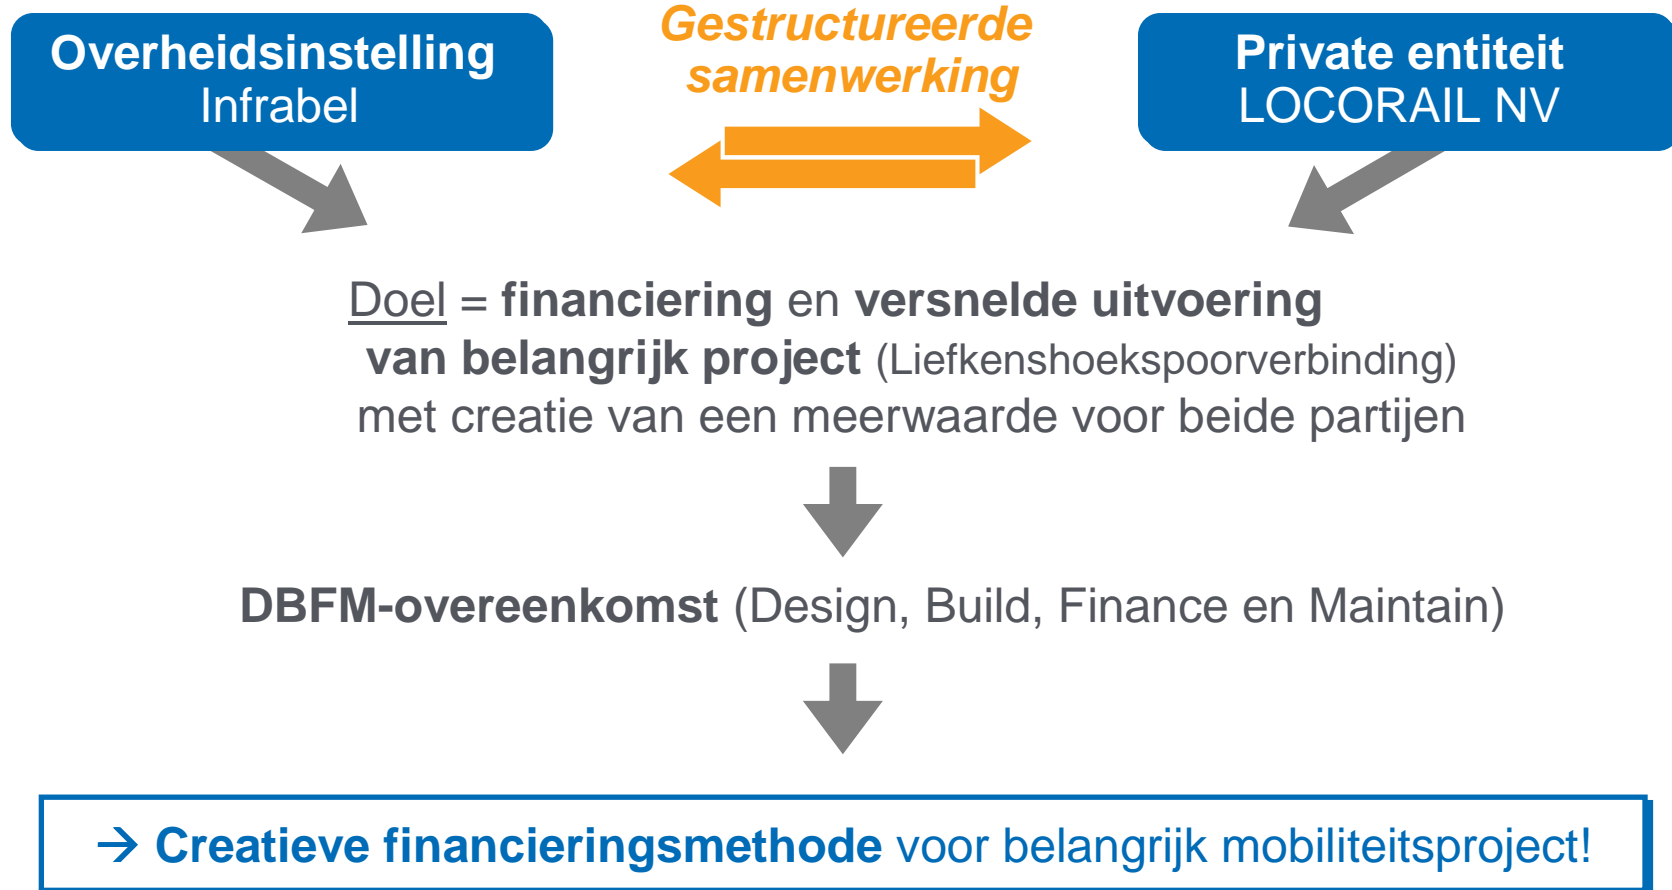 Overheidsinstelling
Infrabel
Gestructureerde
samenwerking
Private entiteit
LOCORAIL NV
Doel = financiering en versnelde uitvoering
van belangrijk project (Liefkenshoekspoorverbinding)
met creatie van een meerwaarde voor beide partijen
DBFM-overeenkomst (Design, Build, Finance en Maintain)
→ Creatieve financieringsmethode voor belangrijk mobiliteitsproject!